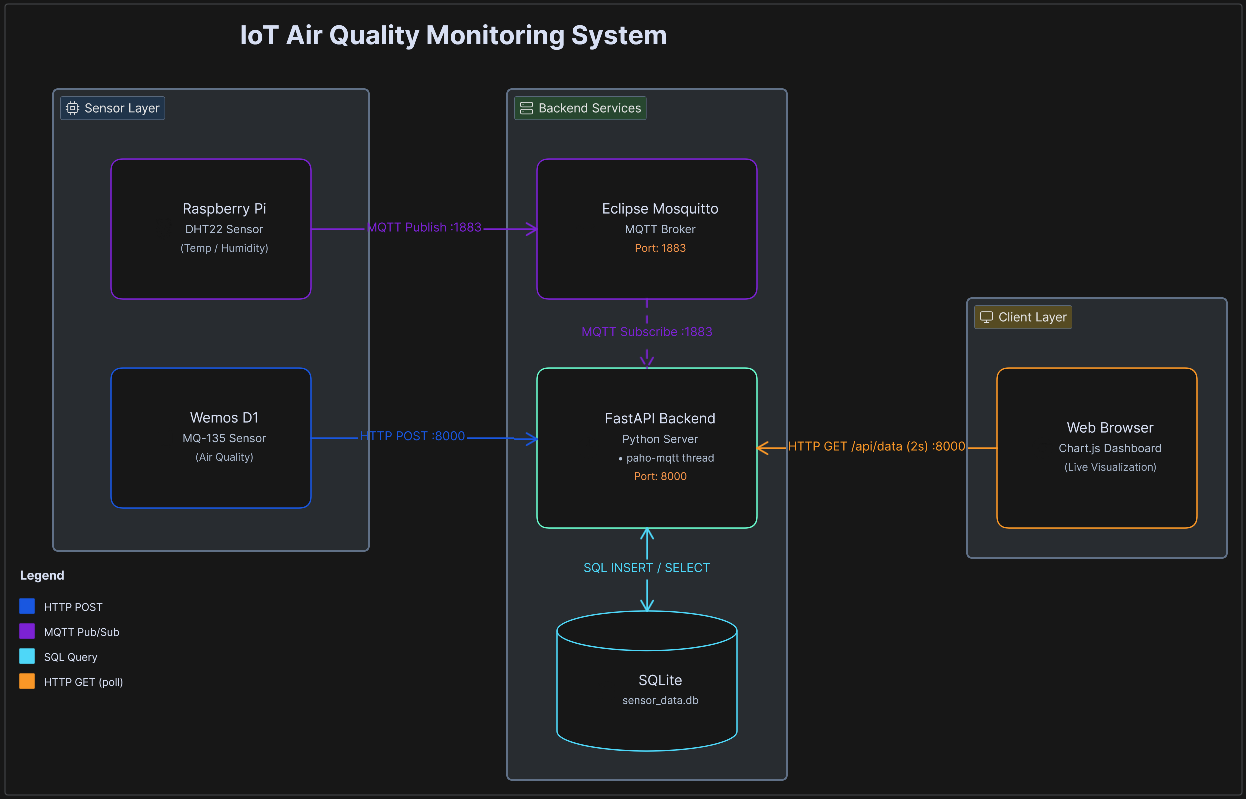 IoT Air Quality Monitoring System
Sensor Layer
Raspberry Pi
DHT22 Sensor
(Temp / Humidity)
Wemos D1
MQ-135 Sensor
(Air Quality)
MQTT Publish :1883
HTTP POST :8000
Backend Services
Eclipse Mosquitto
MQTT Broker
Port: 1883
MQTT Subscribe :1883
FastAPI Backend
Python Server
• paho-mqtt thread
Port: 8000
SQL INSERT / SELECT
SQLite
sensor_data.db
HTTP GET /api/data (2s) :8000
Client Layer
Web Browser
Chart.js Dashboard
(Live Visualization)
Legend
HTTP POST
MQTT Pub/Sub
SQL Query
HTTP GET (poll)